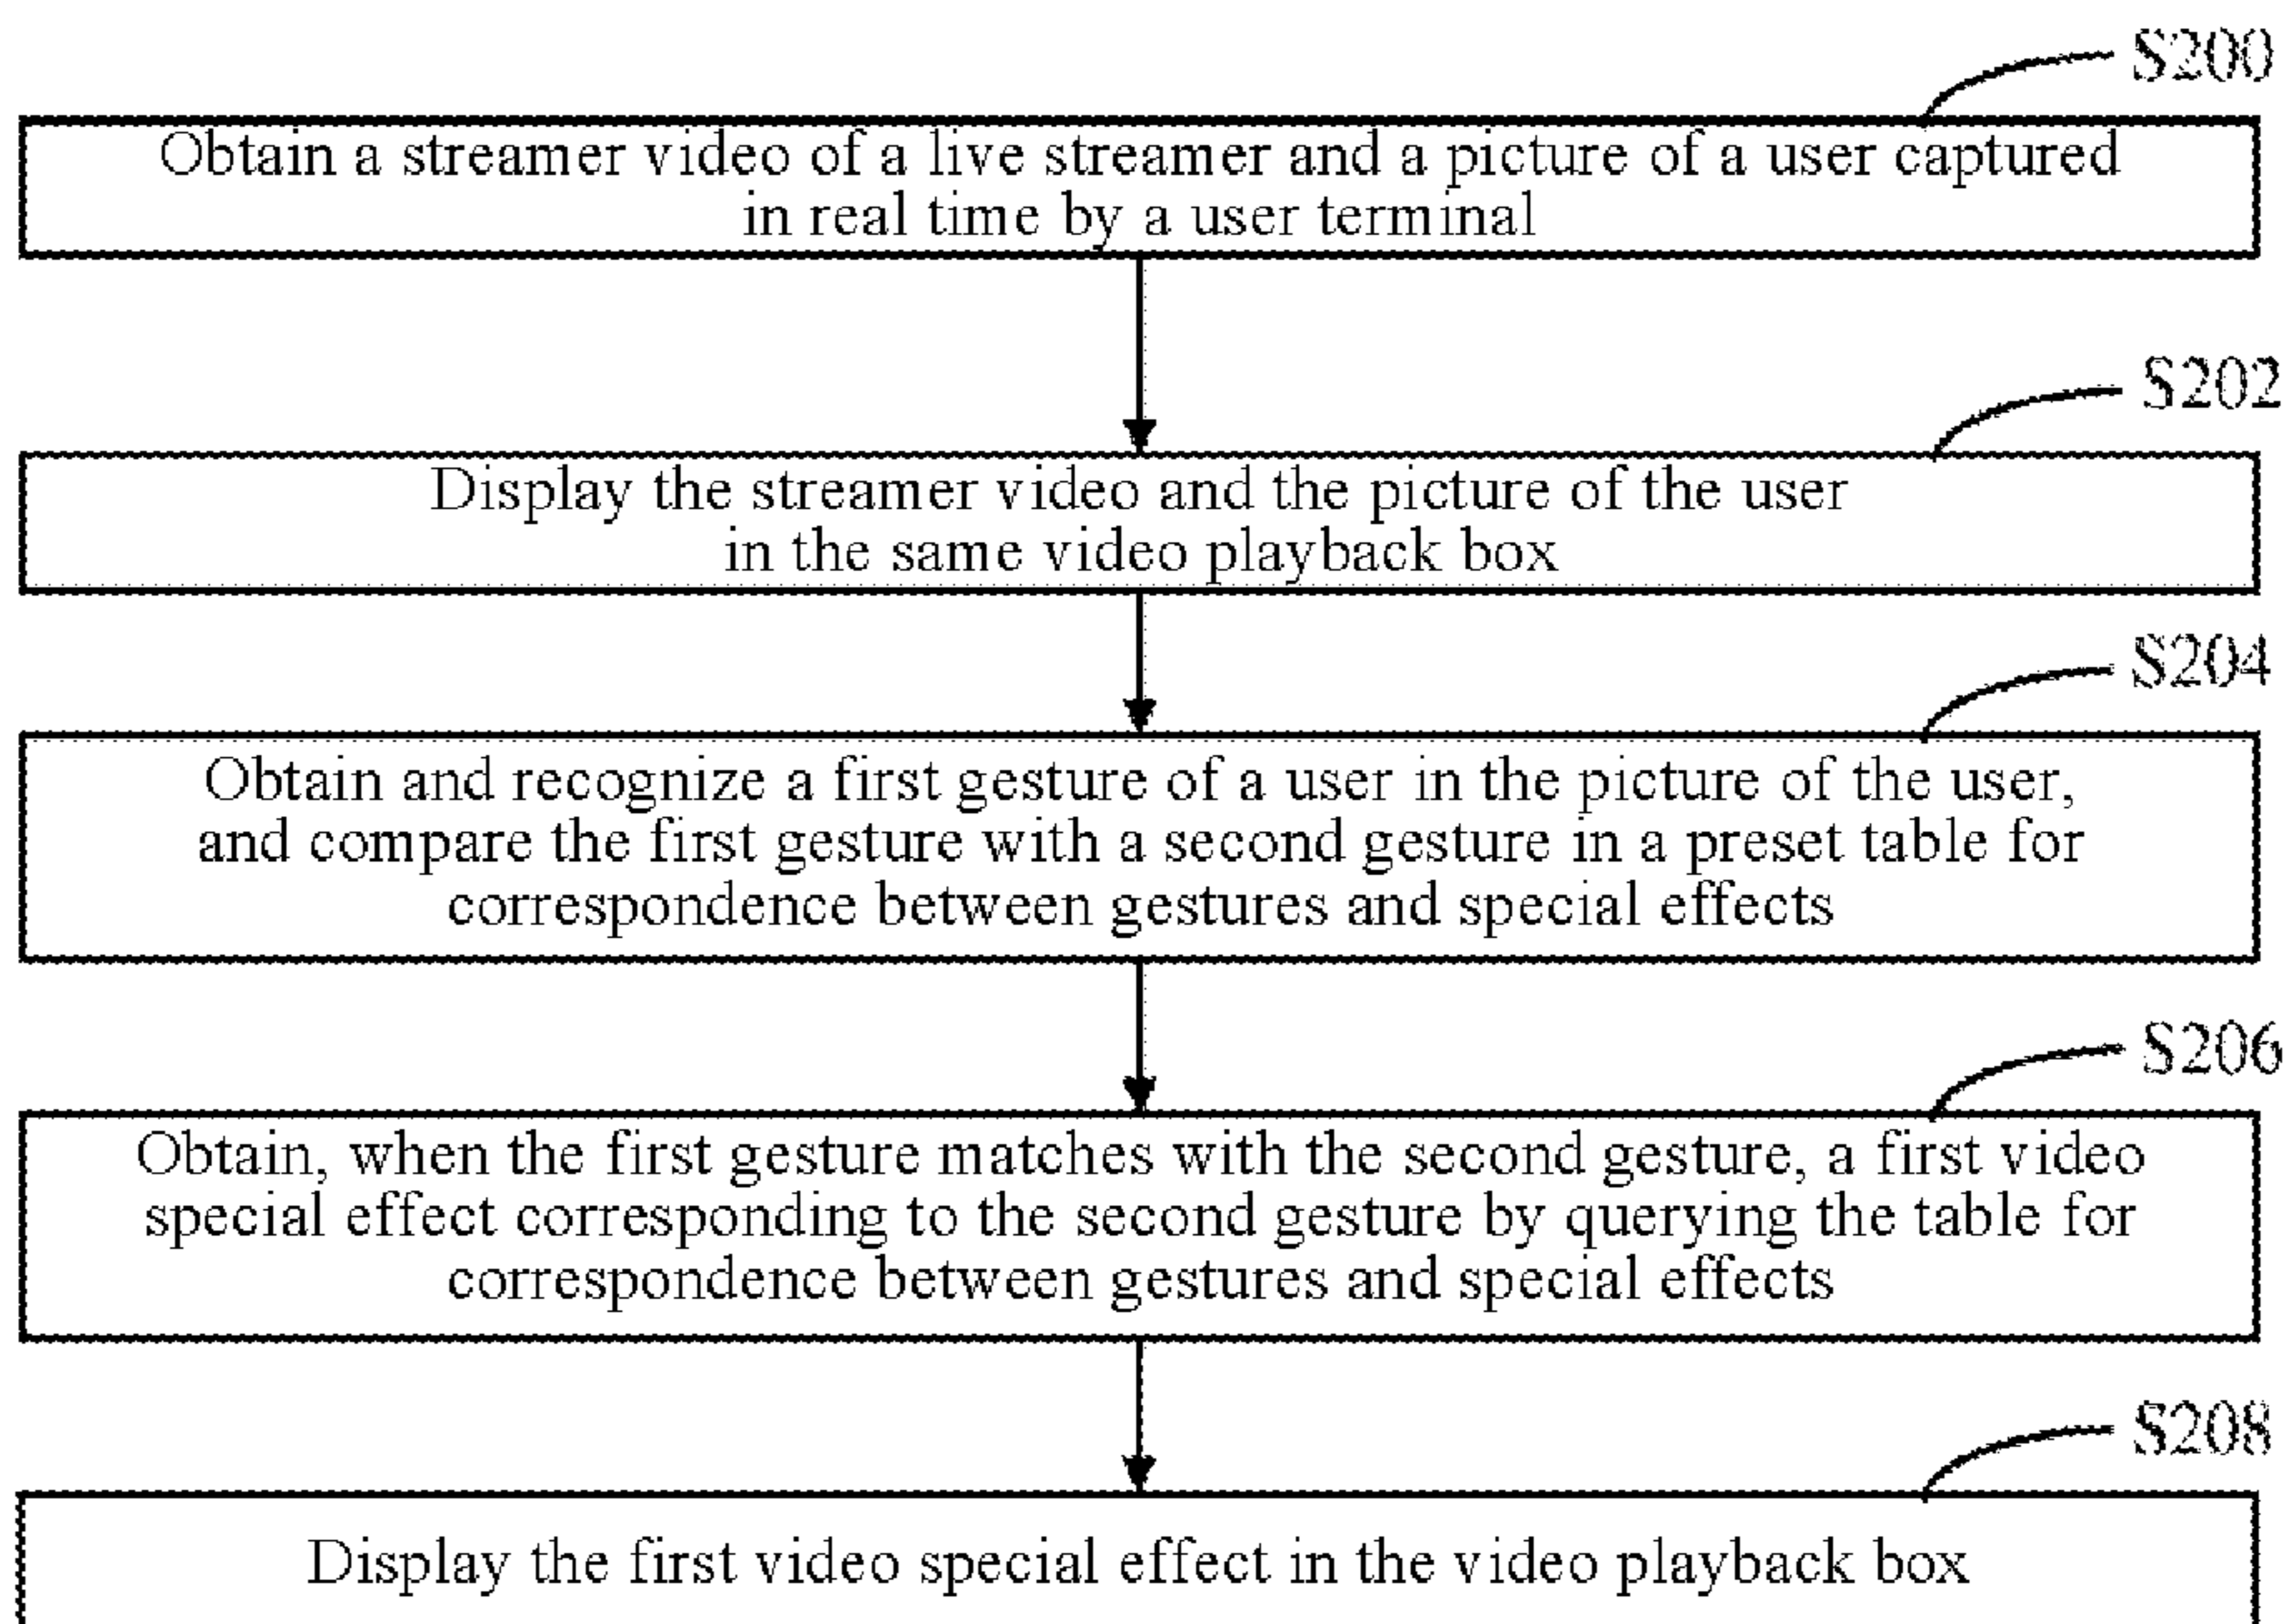 S200
Obtain a streamer video of a live streamer and a picture of a user captured
in real time by a user terminal
S202
Display the streamer video and the picture of the user
in the same video playback box
S204
Obtain and recognize a first gesture of a user in the picture of the user,
and compare the first gesture with a second gesture in a preset table for
correspondence between gestures and special effects
S206
Obtain, when the first gesture matches with the second gesture, a first video
special effect corresponding to the second gesture by querying the table for
correspondence between gestures and special effects
S208
Display the first video special effect in the video playback box